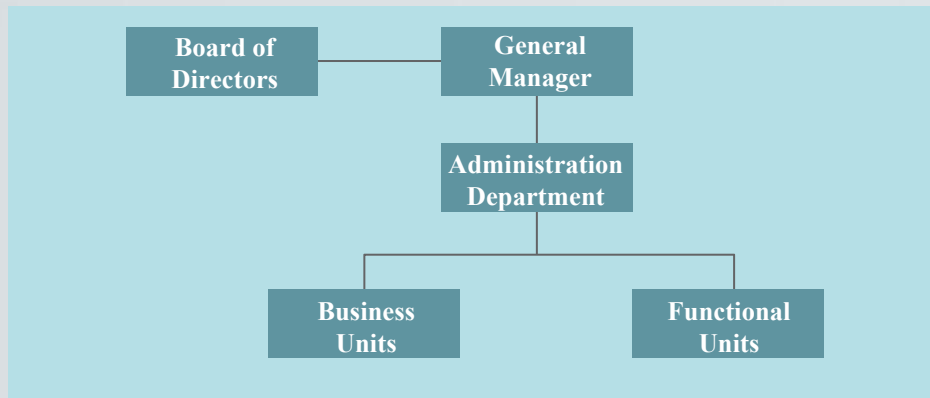 Board of
Directors
General
Manager
Administration
Department
Business
Units
Functional
Units